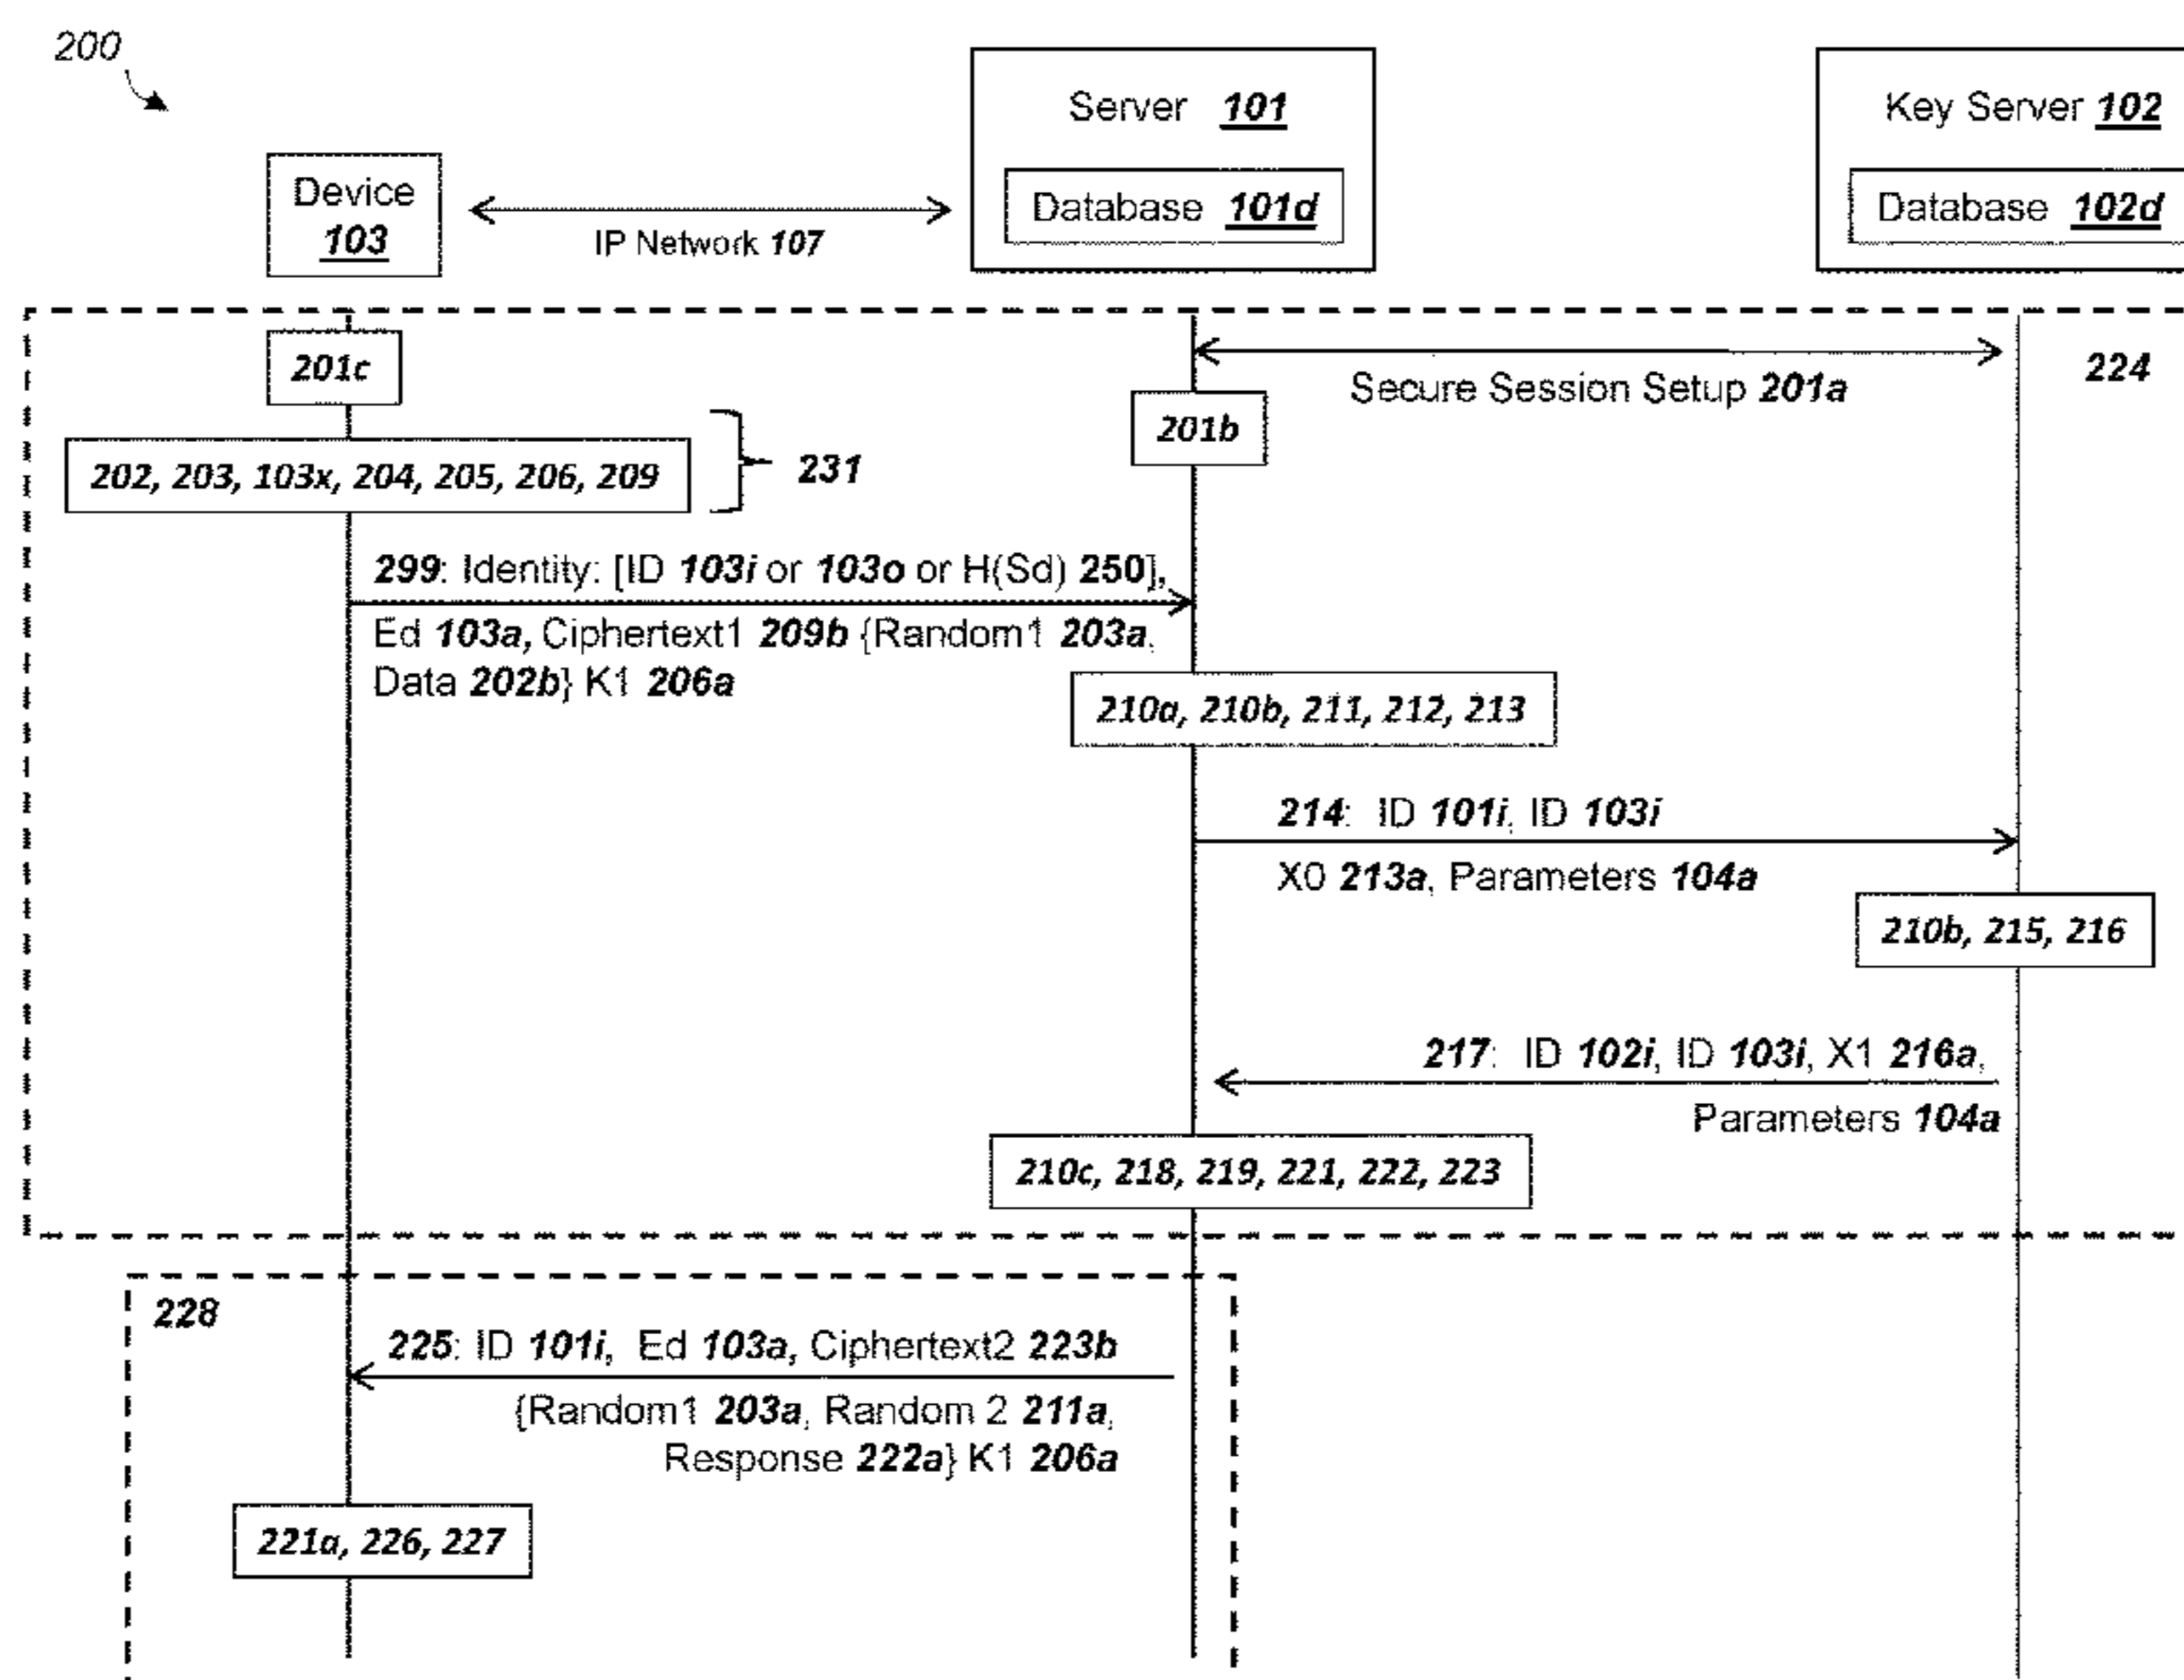 200
Server 101
Key Server 102
Device
103
Database 101d
Database 102d
IP Network 107
201c
Secure Session Setup 201a
224
201b
202, 203, 103x, 204, 205, 206, 209
231
299: Identity: [ID 103i or 103o or H(Sd) 250],
Ed 103a, Ciphertext1 209b {Random1 203a,
Data 202b} K1 206a
210a, 210b, 211, 212, 213
214: ID 101i, ID 103i
X0 213a, Parameters 104a
210b, 215, 216
217: ID 102i, ID 103i, X1 216a,
Parameters 104a
210c, 218, 219, 221, 222, 223
228
225: ID 101i, Ed 103a, Ciphertext2 223b
{Random1 203a, Random 2 211a,
Response 222a} K1 206a
221a, 226, 227